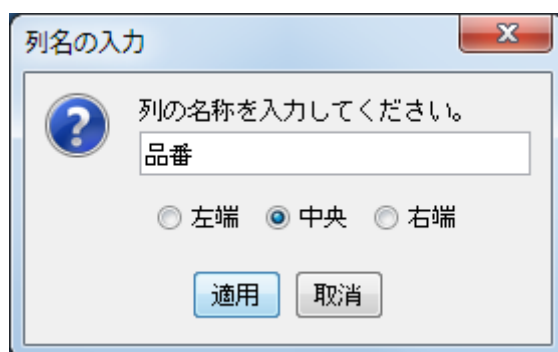 列名の入力
列の名称を入力してください。
品番
左端 中央 右端
適用 取消